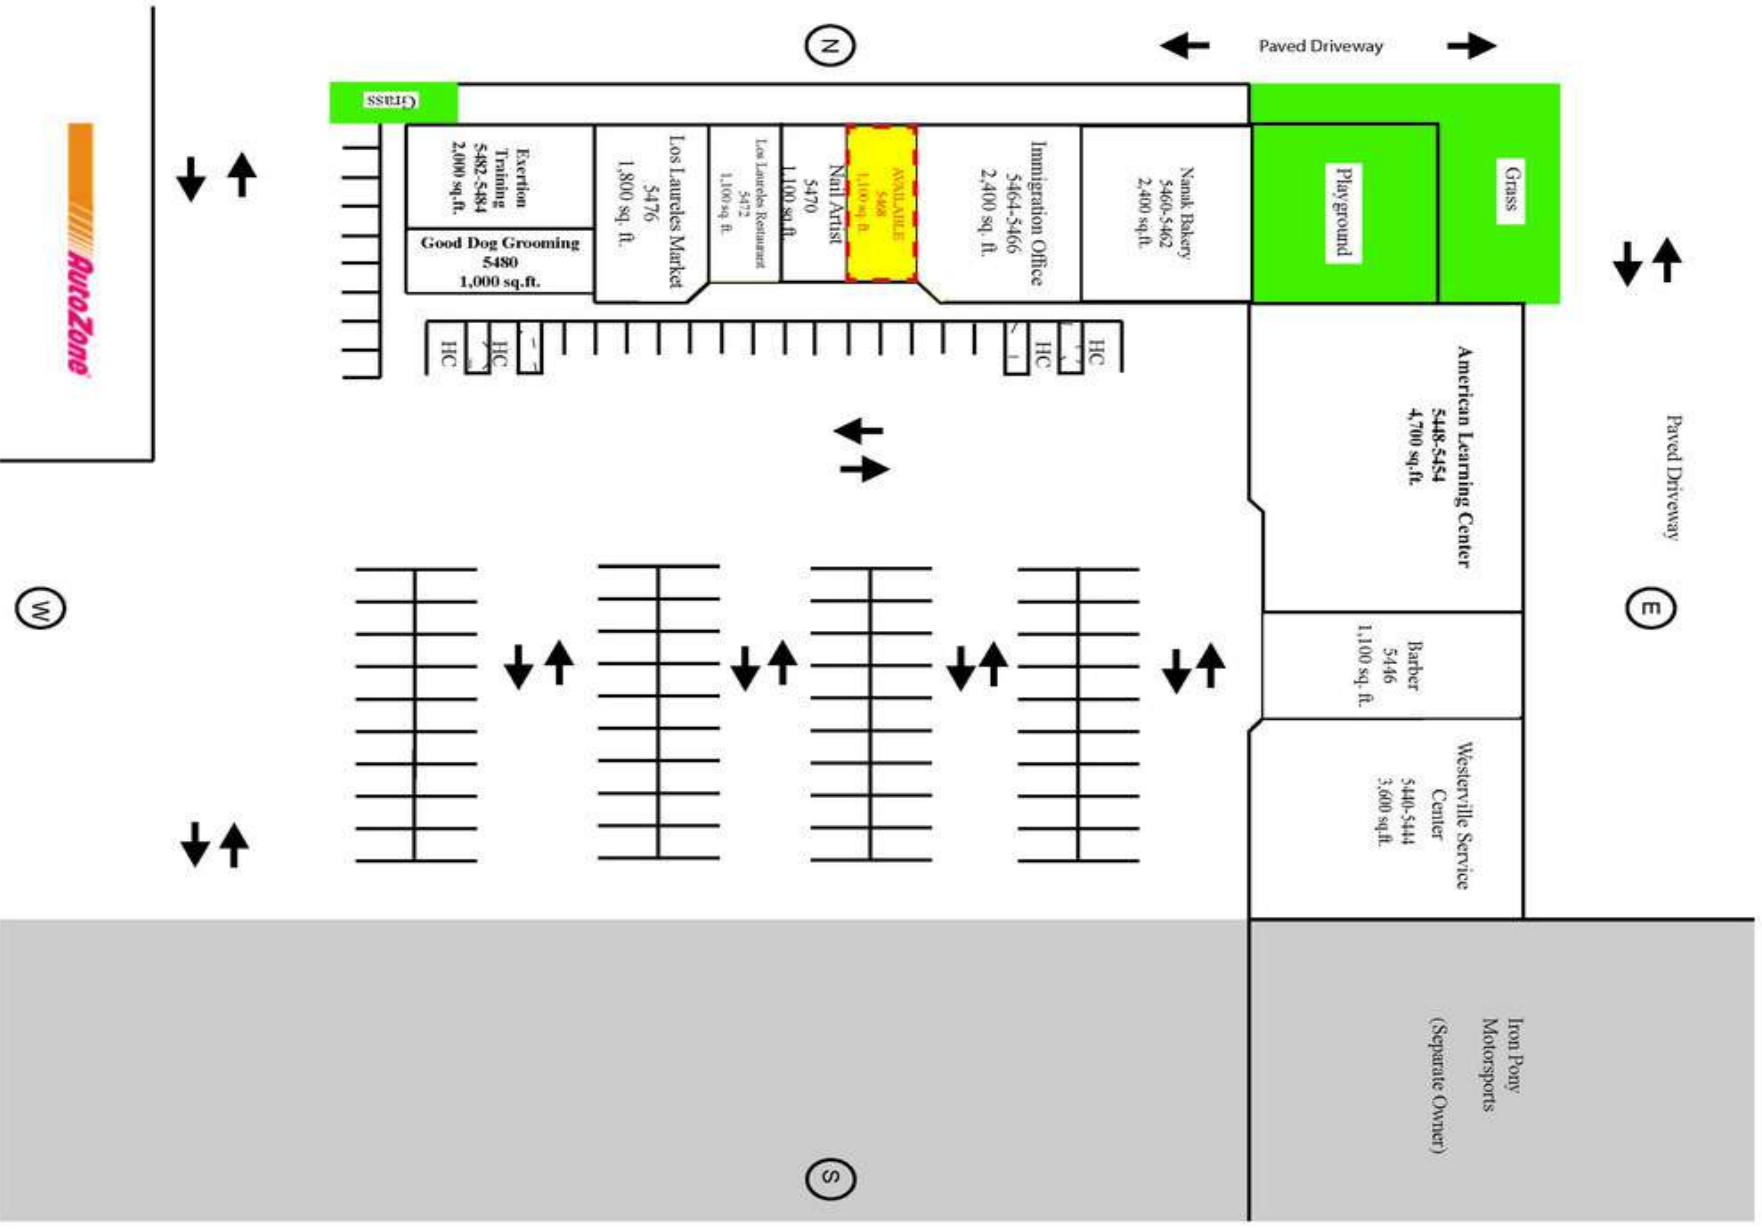 N
Paved Driveway
Grass
Exertion
Training
5482-5484
2,000 sq.ft.
Good Dog Grooming
5480
1,000 sq.ft.
Los Laureles Market
5476
1,800 sq. ft.
Los Laureles Restaurant
5472
1,100 sq. ft.
Nail Artist
5470
1,100 sq.ft.
AVAILABLE
5468
1,100 sq. ft.
Immigration Office
5464-5466
2,400 sq. ft.
Nanak Bakery
5460-5462
2,400 sq.ft.
Playground
Grass
AutoZone
HC
HC
HC
HC
American Learning Center
5448-5454
4,700 sq.ft.
Paved Driveway
W
E
Barber
5446
1,100 sq. ft.
Westerville Service
Center
5440-5444
3,600 sq.ft.
Iron Pony
Motorsports
(Separate Owner)
S